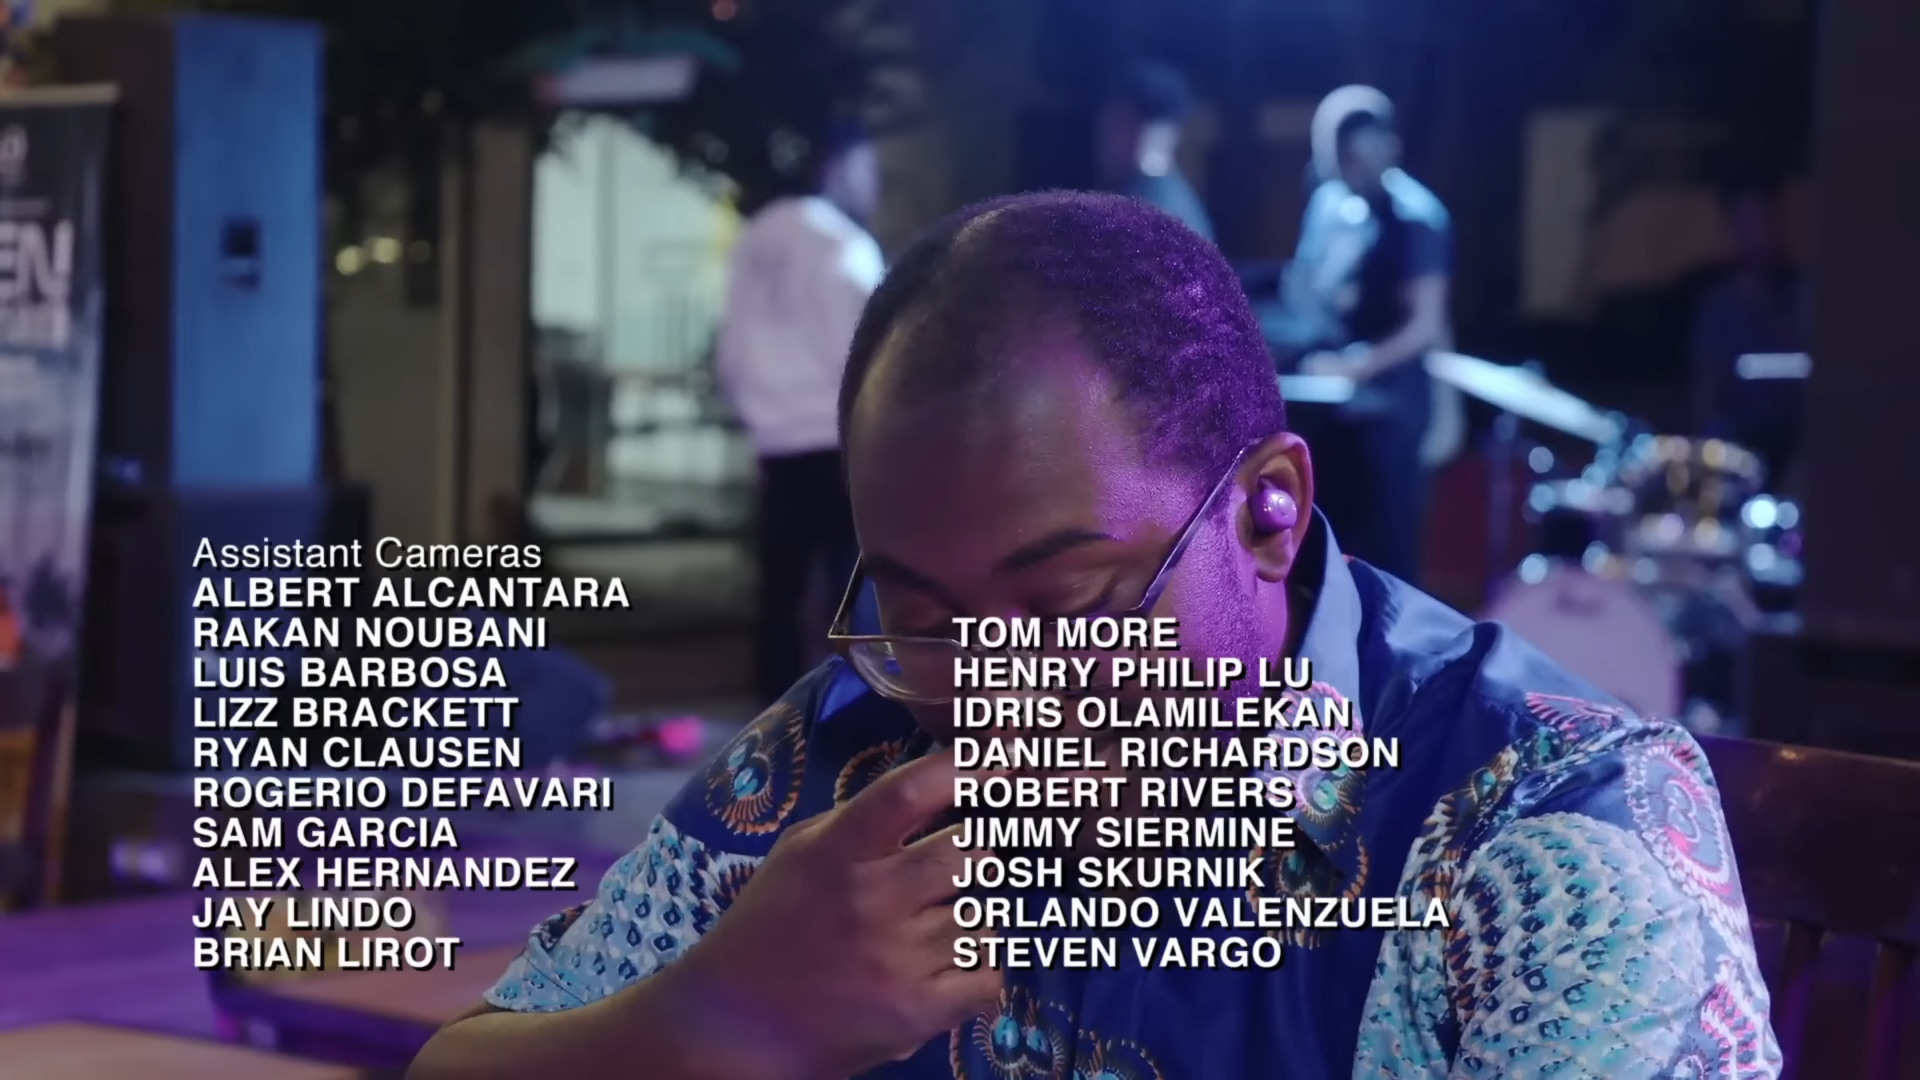 EN
Assistant Cameras
ALBERT ALCANTARA
RAKAN NOUBANI
LUIS BARBOSA
LIZZ BRACKETT
RYAN CLAUSEN
ROGERIO DEFAVARI
SAM GARCIA
ALEX HERNANDEZ
JAY LINDO
BRIAN LIROT
TOM MORE
HENRY PHILIP LU
IDRIS OLAMILEKAN
DANIEL RICHARDSON
ROBERT RIVERS
JIMMY SIERMINE
JOSH SKURNIK
ORLANDO VALENZUELA
STEVEN VARGO